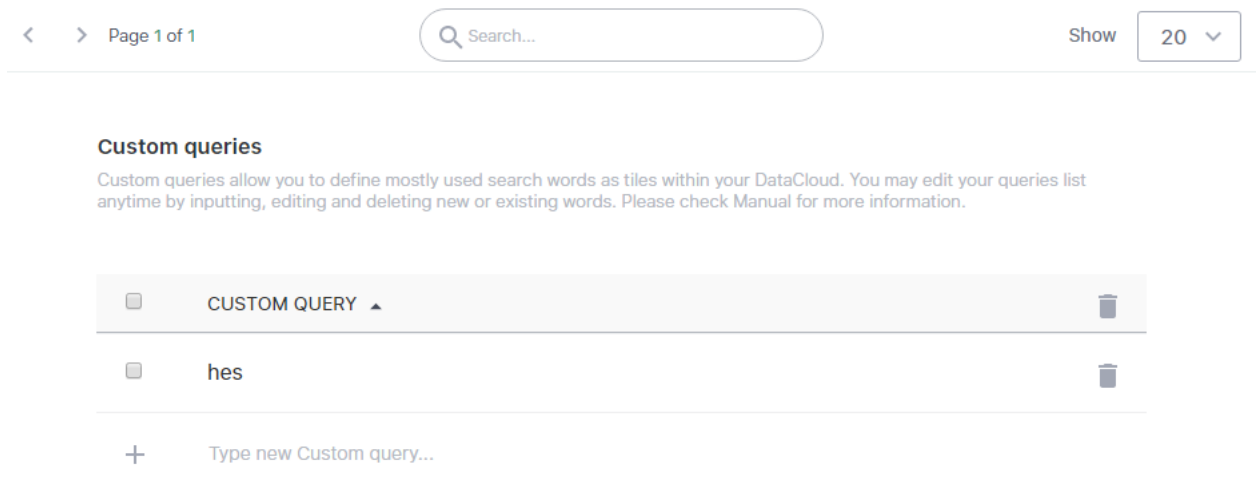 Page 1 of 1
Search...
Show
20
Custom queries
Custom queries allow you to define mostly used search words as tiles within your DataCloud. You may edit your queries list
anytime by inputting, editing and deleting new or existing words. Please check Manual for more information.
CUSTOM QUERY
hes
Type new Custom query...